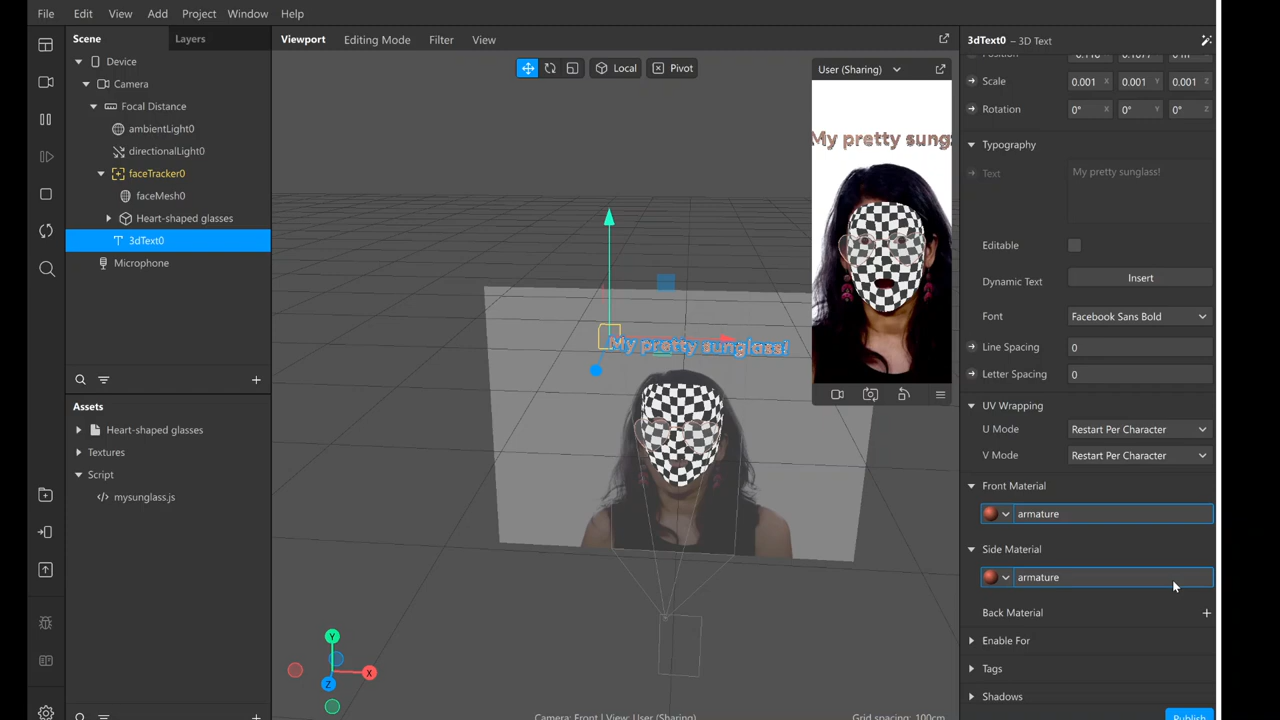 File Edit View Add Project Window Help
Scene Layers
Device
Camera
Focal Distance
ambientLight0
directionalLight0
faceTracker0
faceMesh0
Heart-shaped glasses
3dText0
Microphone
Assets
Heart-shaped glasses
Textures
Script
mysunglass.js
Viewport Editing Mode Filter View
Local Pivot
User (Sharing)
My pretty sung
My pretty sunglass!
Y
X
Z
Camera: Front | View: User (Sharing) Grid spacing: 100cm
3dText0 – 3D Text
Scale 0.001 X 0.001 Y 0.001 Z
Rotation 0° X 0° Y 0° Z
Typography
Text My pretty sunglass!
Editable
Dynamic Text Insert
Font Facebook Sans Bold
Line Spacing 0
Letter Spacing 0
UV Wrapping
U Mode Restart Per Character
V Mode Restart Per Character
Front Material
armature
Side Material
armature
Back Material +
Enable For
Tags
Shadows
Publish